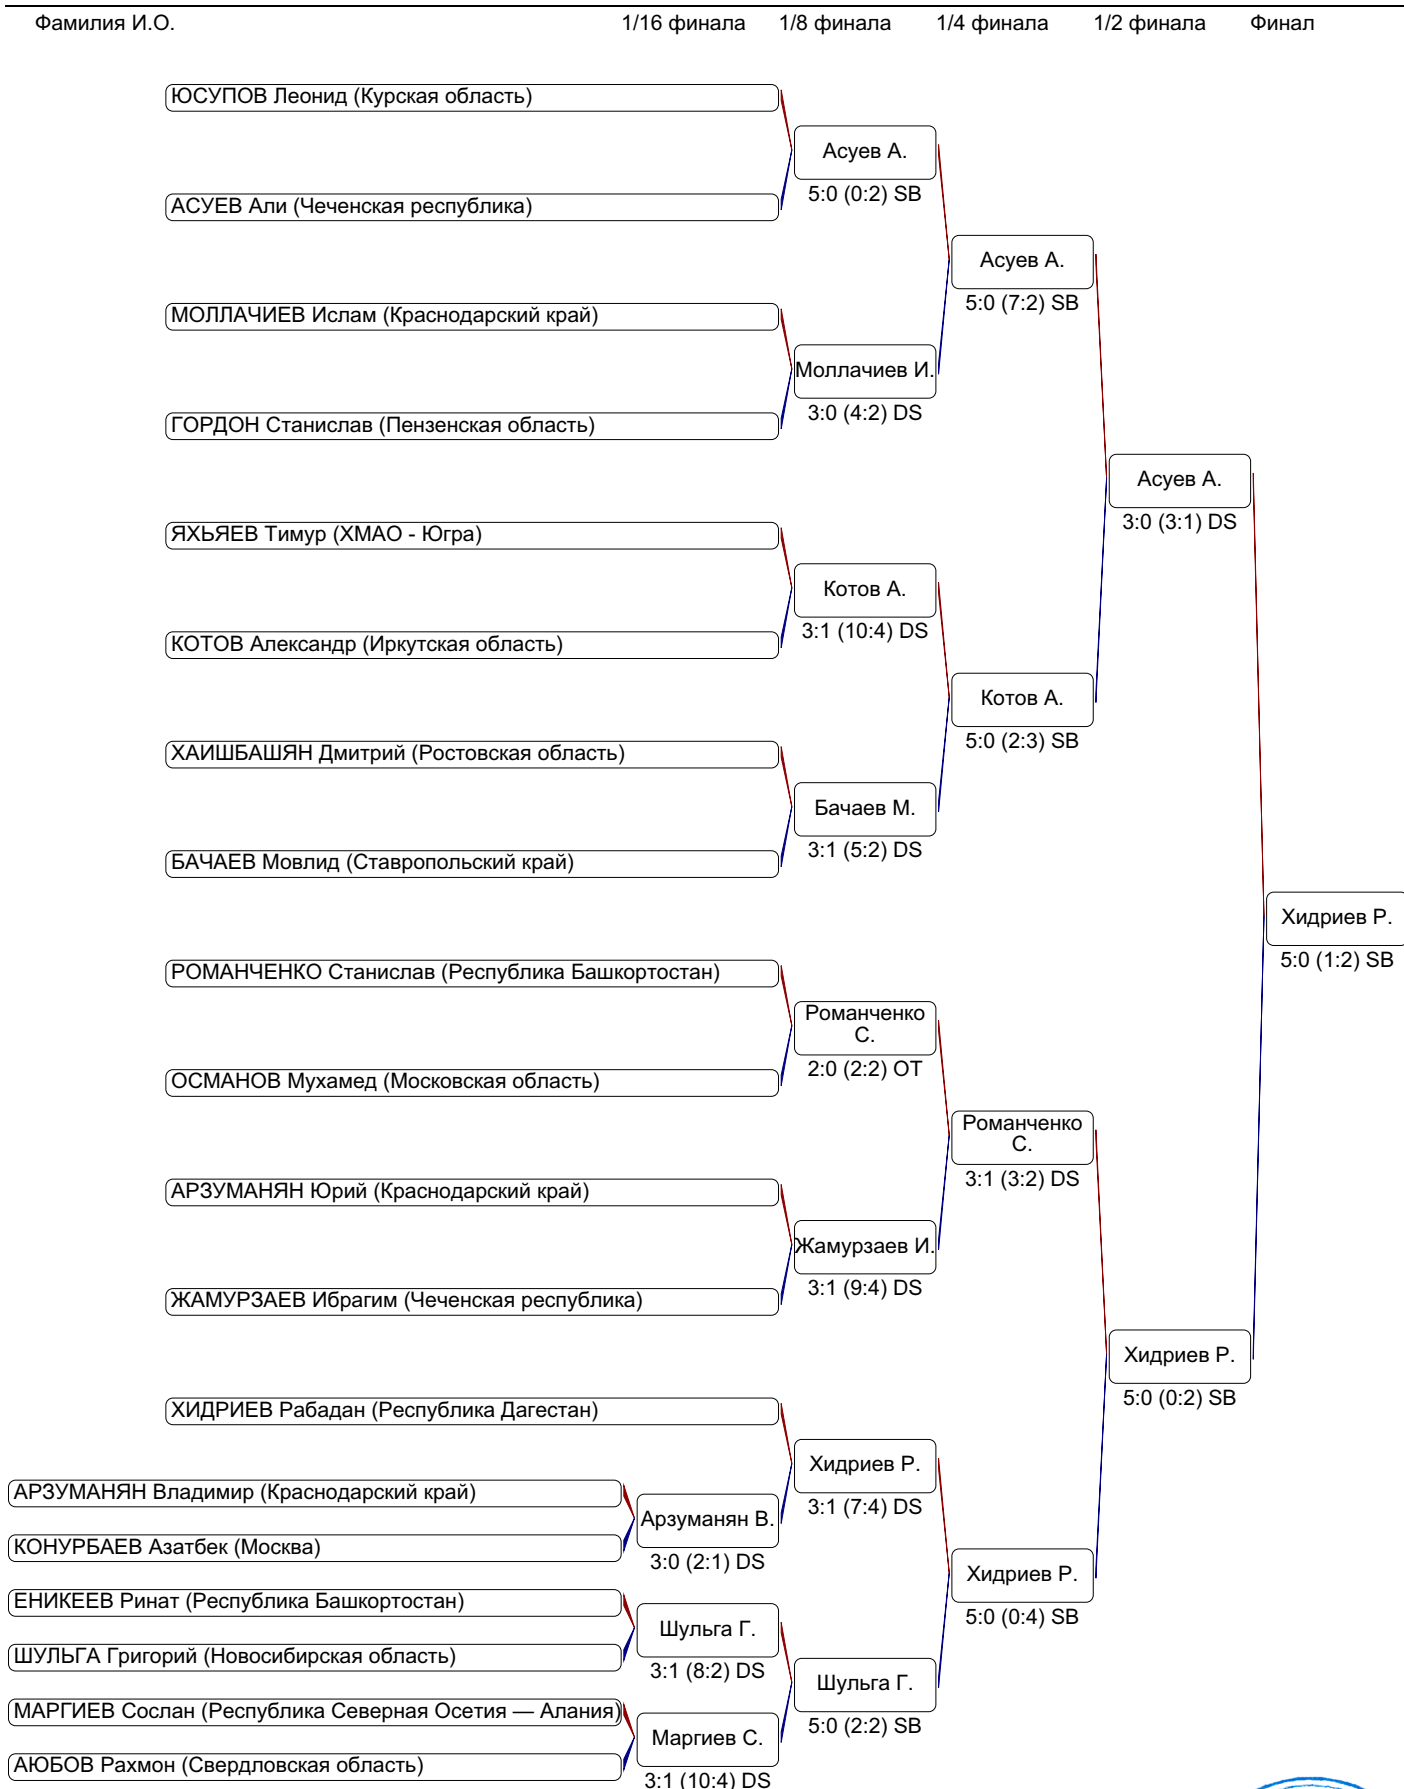 Фамилия И.О. 1/16 финала 1/8 финала 1/4 финала 1/2 финала Финал
ЮСУПОВ Леонид (Курская область)
Асуев А.
5:0 (0:2) SB
АСУЕВ Али (Чеченская республика)
Асуев А.
5:0 (7:2) SB
МОЛЛАЧИЕВ Ислам (Краснодарский край)
Моллачиев И.
3:0 (4:2) DS
ГОРДОН Станислав (Пензенская область)
Асуев А.
3:0 (3:1) DS
ЯХЬЯЕВ Тимур (ХМАО - Югра)
Котов А.
3:1 (10:4) DS
КОТОВ Александр (Иркутская область)
Котов А.
5:0 (2:3) SB
ХАИШБАШЯН Дмитрий (Ростовская область)
Бачаев М.
3:1 (5:2) DS
БАЧАЕВ Мовлид (Ставропольский край)
Хидриев Р.
5:0 (1:2) SB
РОМАНЧЕНКО Станислав (Республика Башкортостан)
Романченко
С.
2:0 (2:2) OT
ОСМАНОВ Мухамед (Московская область)
Романченко
С.
3:1 (3:2) DS
АРЗУМАНЯН Юрий (Краснодарский край)
Жамурзаев И.
3:1 (9:4) DS
ЖАМУРЗАЕВ Ибрагим (Чеченская республика)
Хидриев Р.
5:0 (0:2) SB
ХИДРИЕВ Рабадан (Республика Дагестан)
Хидриев Р.
3:1 (7:4) DS
АРЗУМАНЯН Владимир (Краснодарский край)
Арзуманян В.
3:0 (2:1) DS
КОНУРБАЕВ Азатбек (Москва)
Хидриев Р.
5:0 (0:4) SB
ЕНИКЕЕВ Ринат (Республика Башкортостан)
Шульга Г.
3:1 (8:2) DS
ШУЛЬГА Григорий (Новосибирская область)
Шульга Г.
5:0 (2:2) SB
МАРГИЕВ Сослан (Республика Северная Осетия — Алания)
Маргиев С.
3:1 (10:4) DS
АЮБОВ Рахмон (Свердловская область)